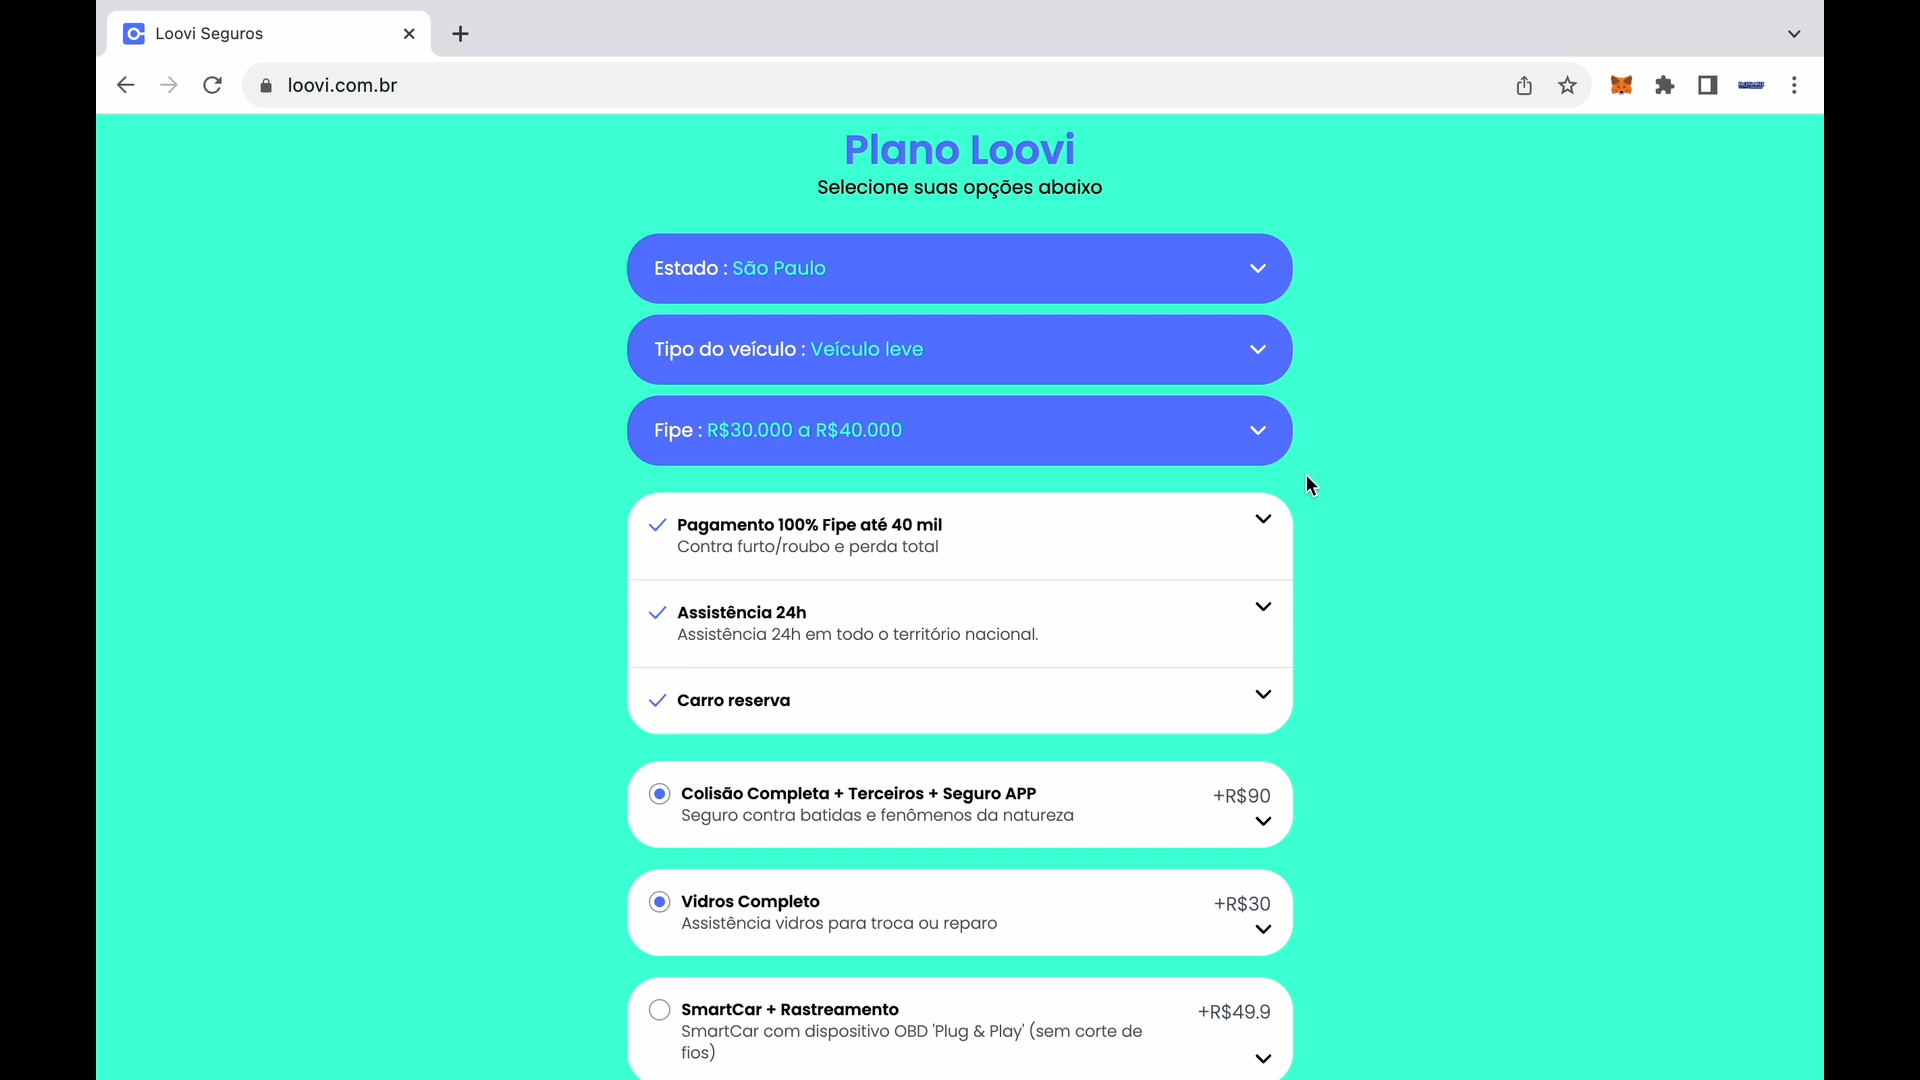 Loovi Seguros
loovi.com.br
Plano Loovi
Selecione suas opções abaixo
Estado : São Paulo
Tipo do veículo : Veículo leve
Fipe : R$30.000 a R$40.000
Pagamento 100% Fipe até 40 mil
Contra furto/roubo e perda total
Assistência 24h
Assistência 24h em todo o território nacional.
Carro reserva
Colisão Completa + Terceiros + Seguro APP
+R$90
Seguro contra batidas e fenômenos da natureza
Vidros Completo
+R$30
Assistência vidros para troca ou reparo
SmartCar + Rastreamento
+R$49.9
SmartCar com dispositivo OBD 'Plug & Play' (sem corte de
fios)